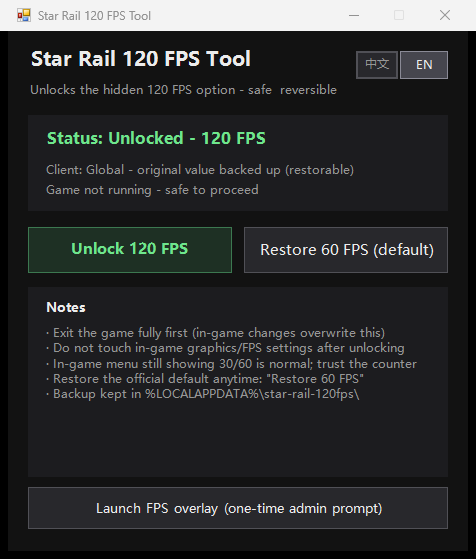 Star Rail 120 FPS Tool
Star Rail 120 FPS Tool
中文
EN
Unlocks the hidden 120 FPS option - safe  reversible
Status: Unlocked - 120 FPS
Client: Global - original value backed up (restorable)
Game not running - safe to proceed
Unlock 120 FPS
Restore 60 FPS (default)
Notes
· Exit the game fully first (in-game changes overwrite this)
· Do not touch in-game graphics/FPS settings after unlocking
· In-game menu still showing 30/60 is normal; trust the counter
· Restore the official default anytime: "Restore 60 FPS"
· Backup kept in %LOCALAPPDATA%\star-rail-120fps\
Launch FPS overlay (one-time admin prompt)